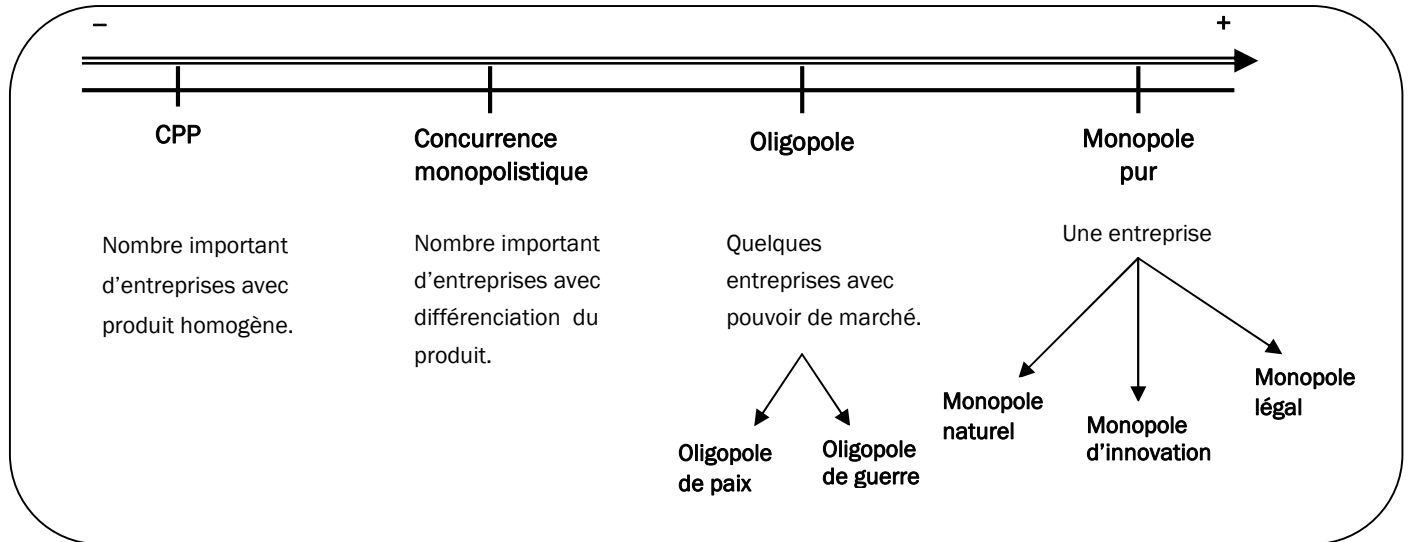 –
+
CPP
Concurrence
monopolistique
Oligopole
Monopole
pur
Nombre important
d’entreprises avec
produit homogène.
Nombre important
d’entreprises avec
différenciation du
produit.
Quelques
entreprises avec
pouvoir de marché.
Une entreprise
Oligopole
de paix
Oligopole
de guerre
Monopole
naturel
Monopole
d’innovation
Monopole
légal